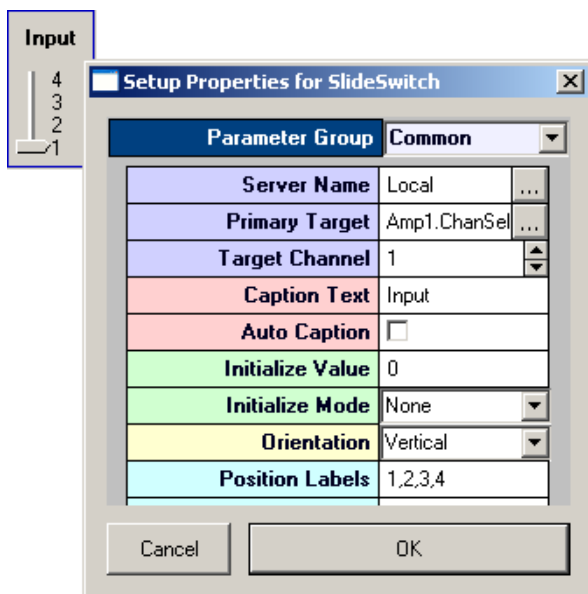 Input
4
3
2
1
Setup Properties for SlideSwitch
Parameter Group Common
Server Name Local ...
Primary Target Amp1.ChanSel ...
Target Channel 1
Caption Text Input
Auto Caption
Initialize Value 0
Initialize Mode None
Orientation Vertical
Position Labels 1,2,3,4
Cancel OK